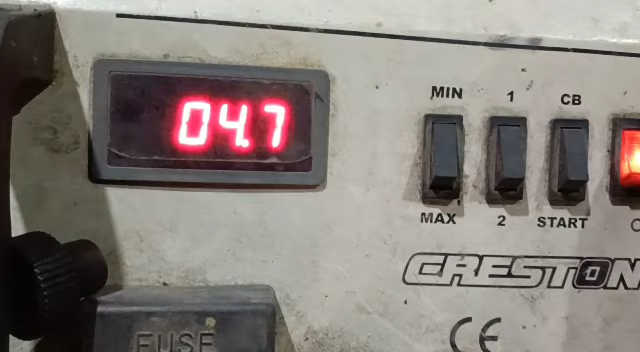 04.7
MIN 1 CB
MAX 2 START
CRESTON
CE
FUSE